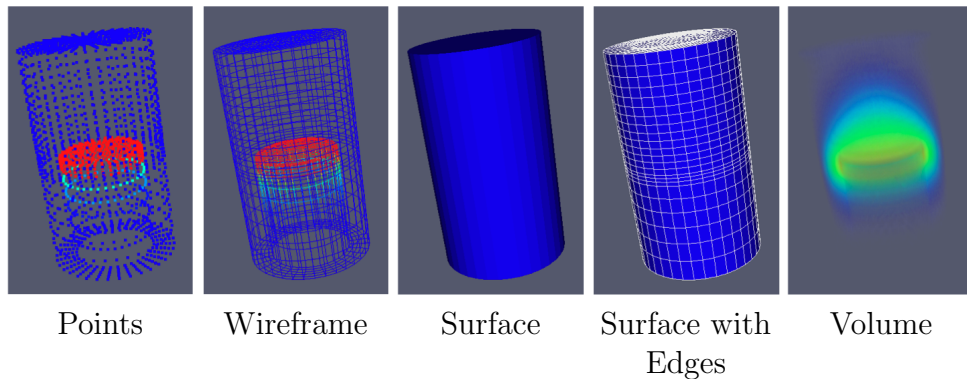 Points
Wireframe
Surface
Surface with
Edges
Volume